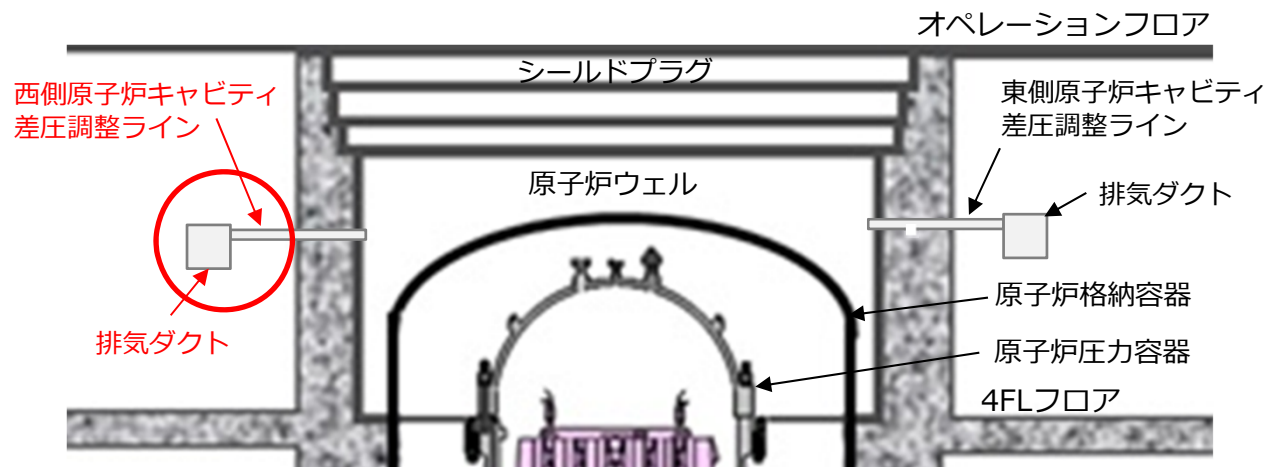 オペレーションフロア
シールドプラグ
西側原子炉キャビティ
差圧調整ライン
東側原子炉キャビティ
差圧調整ライン
原子炉ウェル
排気ダクト
原子炉格納容器
排気ダクト
原子炉圧力容器
4FLフロア